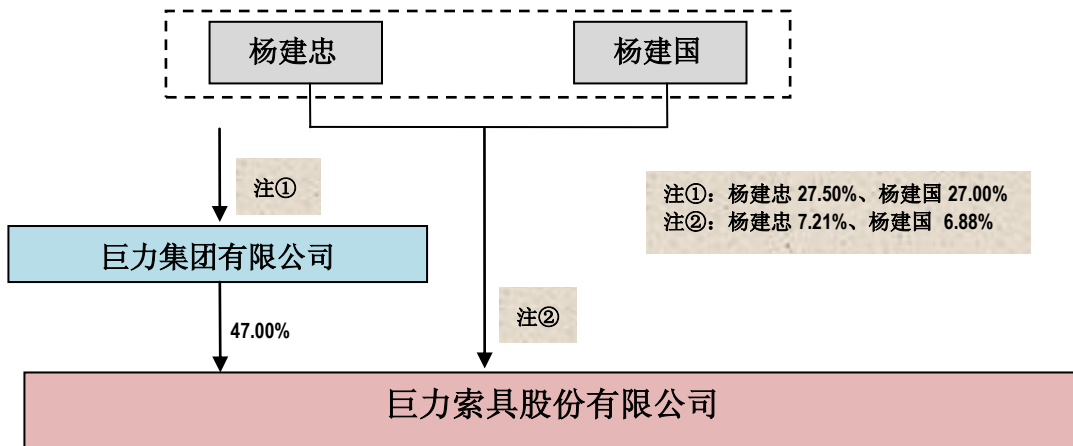 杨建忠
杨建国
注①
注①：杨建忠 27.50%、杨建国 27.00%
注②：杨建忠 7.21%、杨建国 6.88%
巨力集团有限公司
47.00%
注②
巨力索具股份有限公司